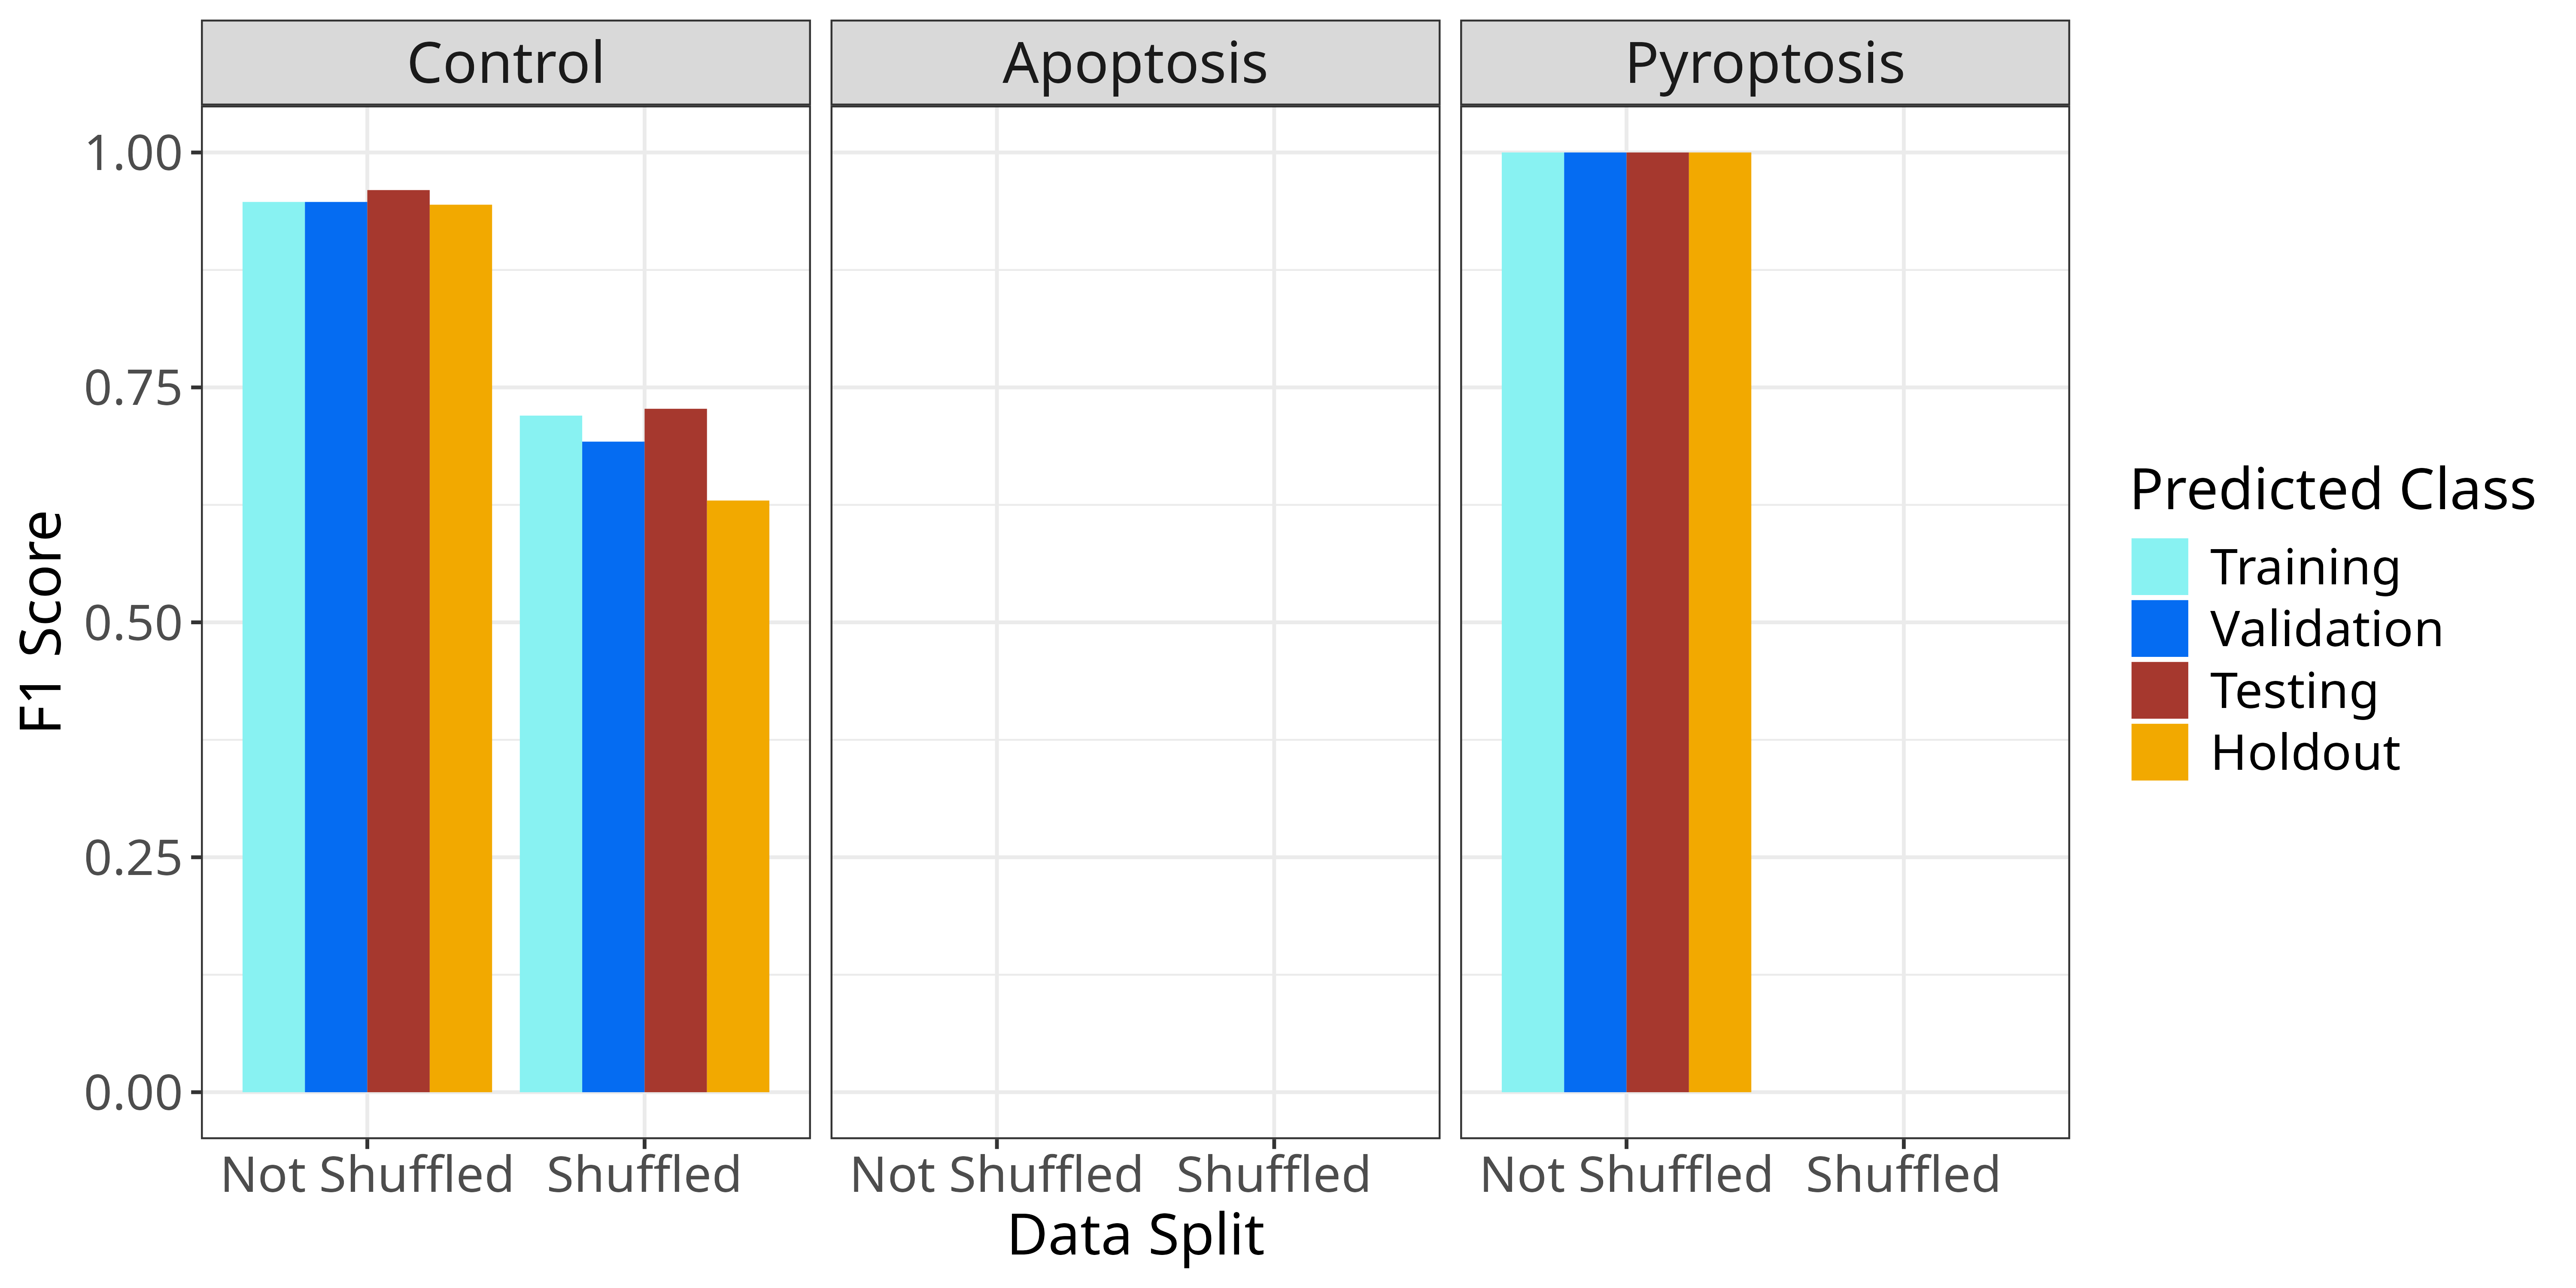 Control
Apoptosis
Pyroptosis
F1 Score
1.00
0.75
0.50
0.25
0.00
Not Shuffled
Shuffled
Not Shuffled
Shuffled
Not Shuffled
Shuffled
Data Split
Predicted Class
Training
Validation
Testing
Holdout